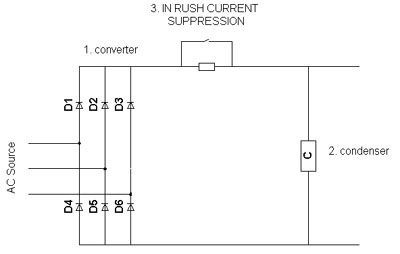 3. IN RUSH CURRENT
SUPPRESSION
1. converter
D1
D2
D3
AC Source
C
2. condenser
D4
D5
D6